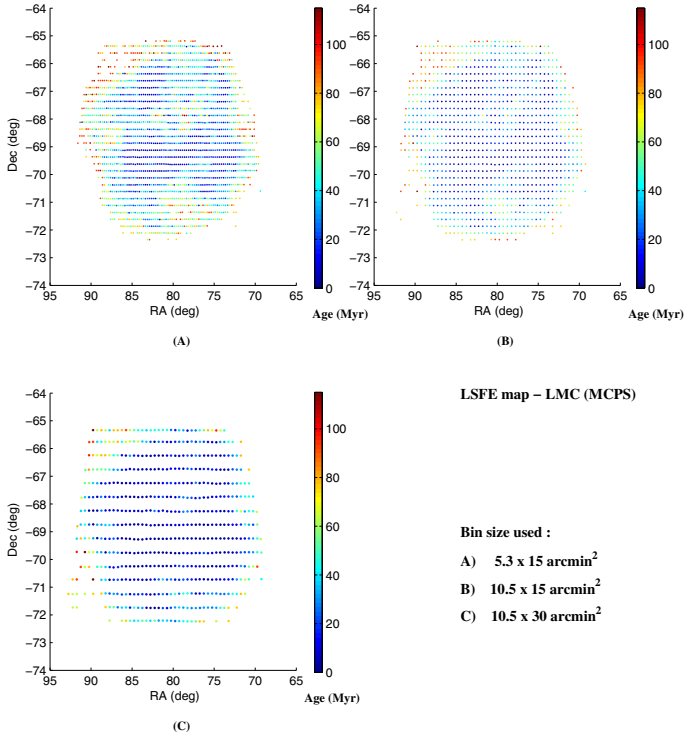 −64
−65
−66
−67
−68
−69
−70
−71
−72
−73
−74
Dec (deg)
95 90 85 80 75 70 65
RA (deg)
100
80
60
40
20
0
Age (Myr)
(A)
−64
−65
−66
−67
−68
−69
−70
−71
−72
−73
−74
95 90 85 80 75 70 65
RA (deg)
100
80
60
40
20
0
Age (Myr)
(B)
−64
−65
−66
−67
−68
−69
−70
−71
−72
−73
−74
Dec (deg)
95 90 85 80 75 70 65
RA (deg)
100
80
60
40
20
0
Age (Myr)
(C)
LSFE map − LMC (MCPS)
Bin size used :
A) 5.3 x 15 arcmin²
B) 10.5 x 15 arcmin²
C) 10.5 x 30 arcmin²